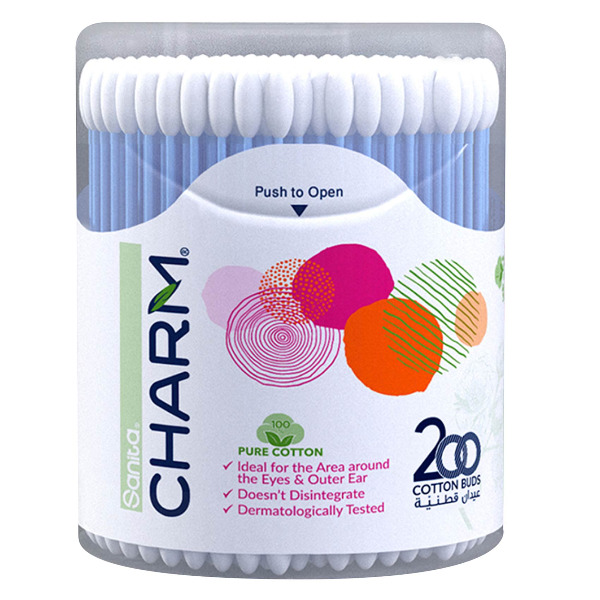 Push to Open
Sanita®
CHARM®
100
PURE COTTON
✓ Ideal for the Area around
the Eyes & Outer Ear
✓ Doesn't Disintegrate
✓ Dermatologically Tested
200
COTTON BUDS
عيدان قطنيّة